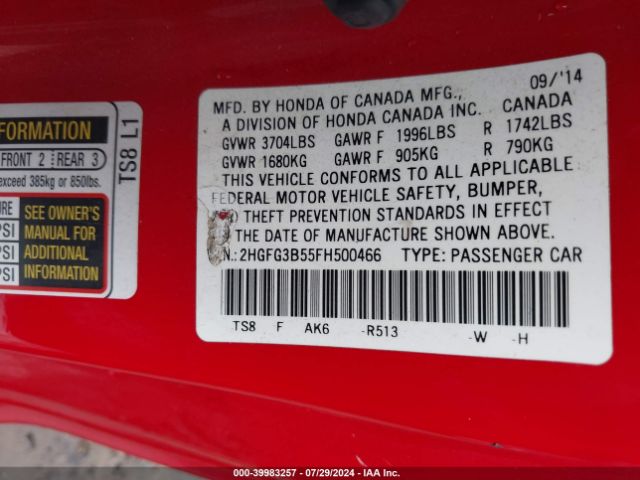 FORMATION
FRONT 2 REAR 3
exceed 385kg or 850lbs.
TS8 L1
URE
PSI
PSI
PSI
SEE OWNER'S
MANUAL FOR
ADDITIONAL
INFORMATION
09/'14
MFD. BY HONDA OF CANADA MFG.,
A DIVISION OF HONDA CANADA INC. CANADA
GVWR 3704LBS GAWR F 1996LBS R 1742LBS
GVWR 1680KG GAWR F 905KG R 790KG
THIS VEHICLE CONFORMS TO ALL APPLICABLE
FEDERAL MOTOR VEHICLE SAFETY, BUMPER,
THEFT PREVENTION STANDARDS IN EFFECT
THE DATE OF MANUFACTURE SHOWN ABOVE.
N.: 2HGFG3B55FH500466 TYPE: PASSENGER CAR
TS8 F AK6 -R513 -W -H
000-39983257 - 07/29/2024 - IAA Inc.